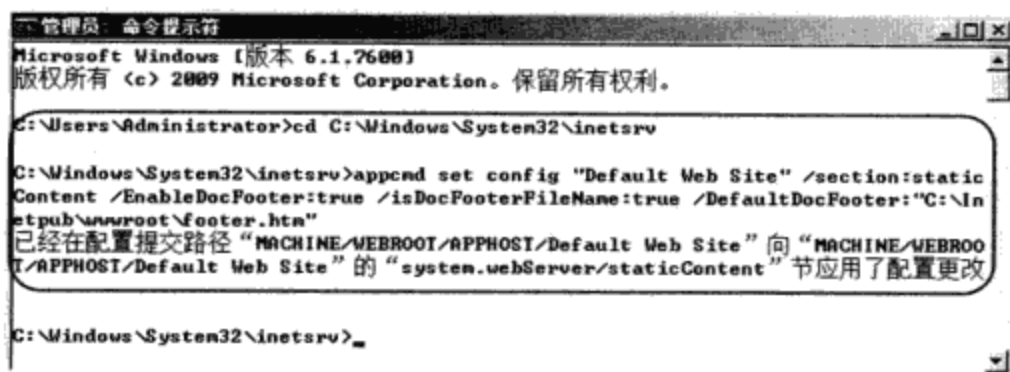 管理员: 命令提示符
Microsoft Windows [版本 6.1.7600]
版权所有 (c) 2009 Microsoft Corporation。保留所有权利。
C:\Users\Administrator>cd C:\Windows\System32\inetsrv
C:\Windows\System32\inetsrv>appcmd set config "Default Web Site" /section:static
Content /EnableDocFooter:true /isDocFooterFileName:true /DefaultDocFooter:"C:\In
etpub\wwwroot\footer.htm"
已经在配置提交路径“MACHINE/WEBROOT/APPHOST/Default Web Site”向“MACHINE/WEBROO
T/APPHOST/Default Web Site”的“system.webServer/staticContent”节应用了配置更改
C:\Windows\System32\inetsrv>_